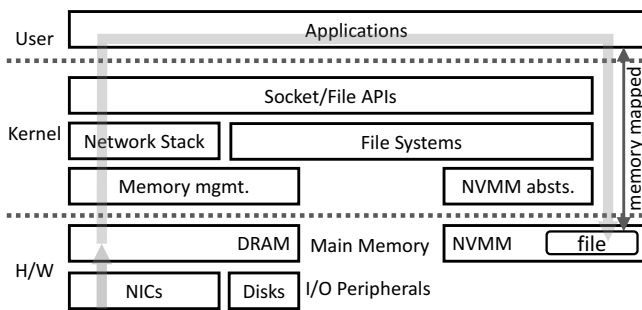 User
Applications
Socket/File APIs
Kernel
Network Stack
File Systems
Memory mgmt.
NVMM absts.
memory mapped
H/W
DRAM
Main Memory
NVMM
file
NICs
Disks
I/O Peripherals